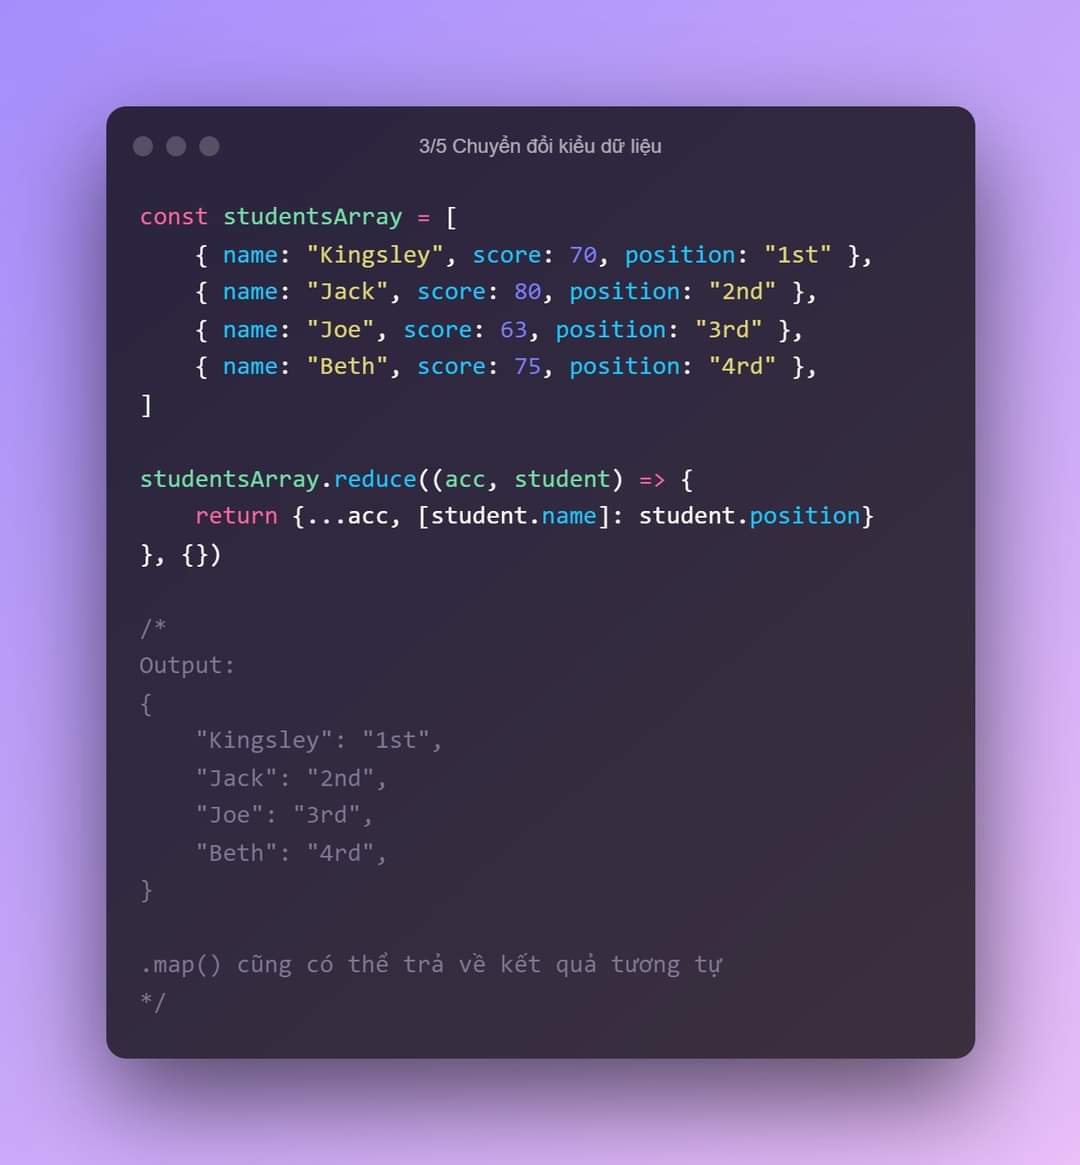 3/5 Chuyển đổi kiểu dữ liệu
const studentsArray = [
    { name: "Kingsley", score: 70, position: "1st" },
    { name: "Jack", score: 80, position: "2nd" },
    { name: "Joe", score: 63, position: "3rd" },
    { name: "Beth", score: 75, position: "4rd" },
]
studentsArray.reduce((acc, student) => {
    return {...acc, [student.name]: student.position}
}, {})
/*
Output:
{
    "Kingsley": "1st",
    "Jack": "2nd",
    "Joe": "3rd",
    "Beth": "4rd",
}
.map() cũng có thể trả về kết quả tương tự
*/